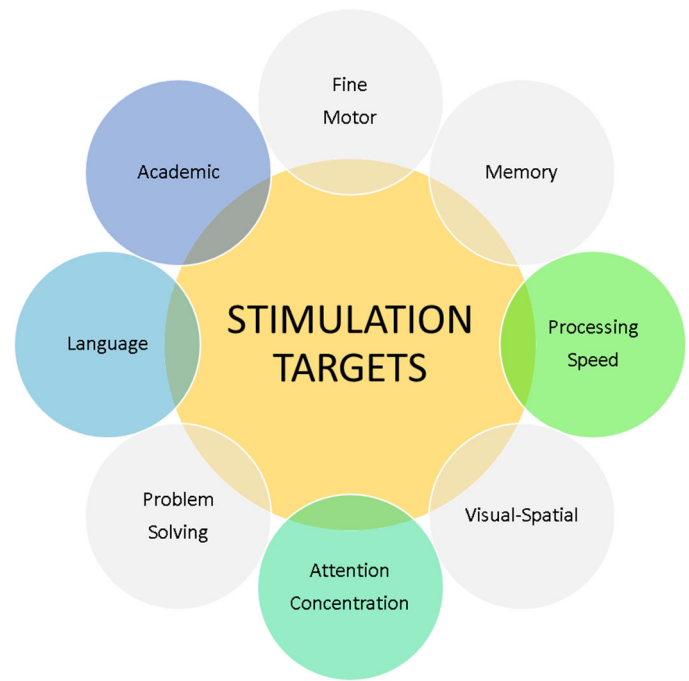 Fine
Motor
Academic
Memory
STIMULATION
TARGETS
Language
Processing
Speed
Problem
Solving
Visual-Spatial
Attention
Concentration